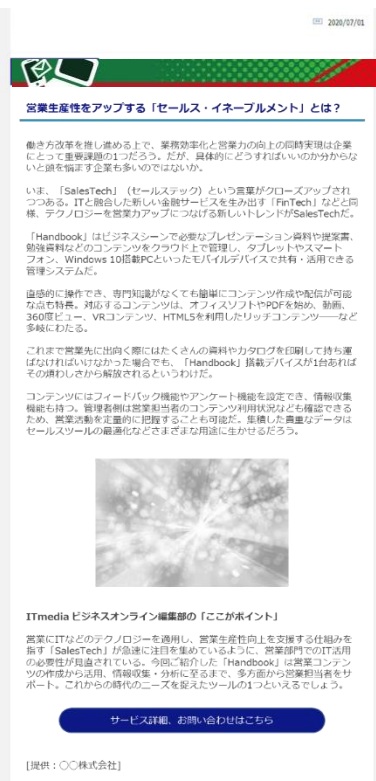 2020/07/01
営業生産性をアップする「セールス・イネーブルメント」とは？
働き方改革を推し進める上で、業務効率化と営業力の向上の同時実現は企業
にとって重要課題の1つだろう。だが、具体的にどうすればいいのか分からな
いと頭を悩ます企業も多いのではないか。
いま、「SalesTech」（セールステック）という言葉がクローズアップされ
つつある。ITと融合した新しい金融サービスを生み出す「FinTech」などと同
様、テクノロジーを営業力アップにつなげる新しいトレンドがSalesTechだ。
「Handbook」はビジネスシーンで必要なプレゼンテーション資料や提案書、
勉強資料などのコンテンツをクラウド上で管理し、タブレットやスマート
フォン、Windows 10搭載PCといったモバイルデバイスで共有・活用できる
管理システムだ。
直感的に操作でき、専門知識がなくても簡単にコンテンツ作成や配信が可能
な点も特長。対応するコンテンツは、オフィスソフトやPDFを始め、動画、
360度ビュー、VRコンテンツ、HTML5を利用したリッチコンテンツ――など
多岐にわたる。
これまで営業先に出向く際にはたくさんの資料やカタログを印刷して持ち運
ばなければいけなかった場合でも、「Handbook」搭載デバイスが1台あれば
その煩わしさから解放されるというわけだ。
コンテンツにはフィードバック機能やアンケート機能を設定でき、情報収集
機能も持つ。管理者側は営業担当者のコンテンツ利用状況なども確認できる
ため、営業活動を定量的に把握することも可能だ。集積した貴重なデータは
セールスツールの最適化などさまざまな用途に生かせるだろう。
ITmedia ビジネスオンライン編集部の「ここがポイント」
営業にITなどのテクノロジーを適用し、営業生産性向上を支援する仕組みを
指す「SalesTech」が急速に注目を集めているように、営業部門でのIT活用
の必要性が見直されている。今回ご紹介した「Handbook」は営業コンテン
ツの作成から活用、情報収集・分析に至るまで、多方面から営業担当者をサ
ポート。これからの時代のニーズを捉えたツールの1つといえるでしょう。
サービス詳細、お問い合わせはこちら
[提供：〇〇株式会社]